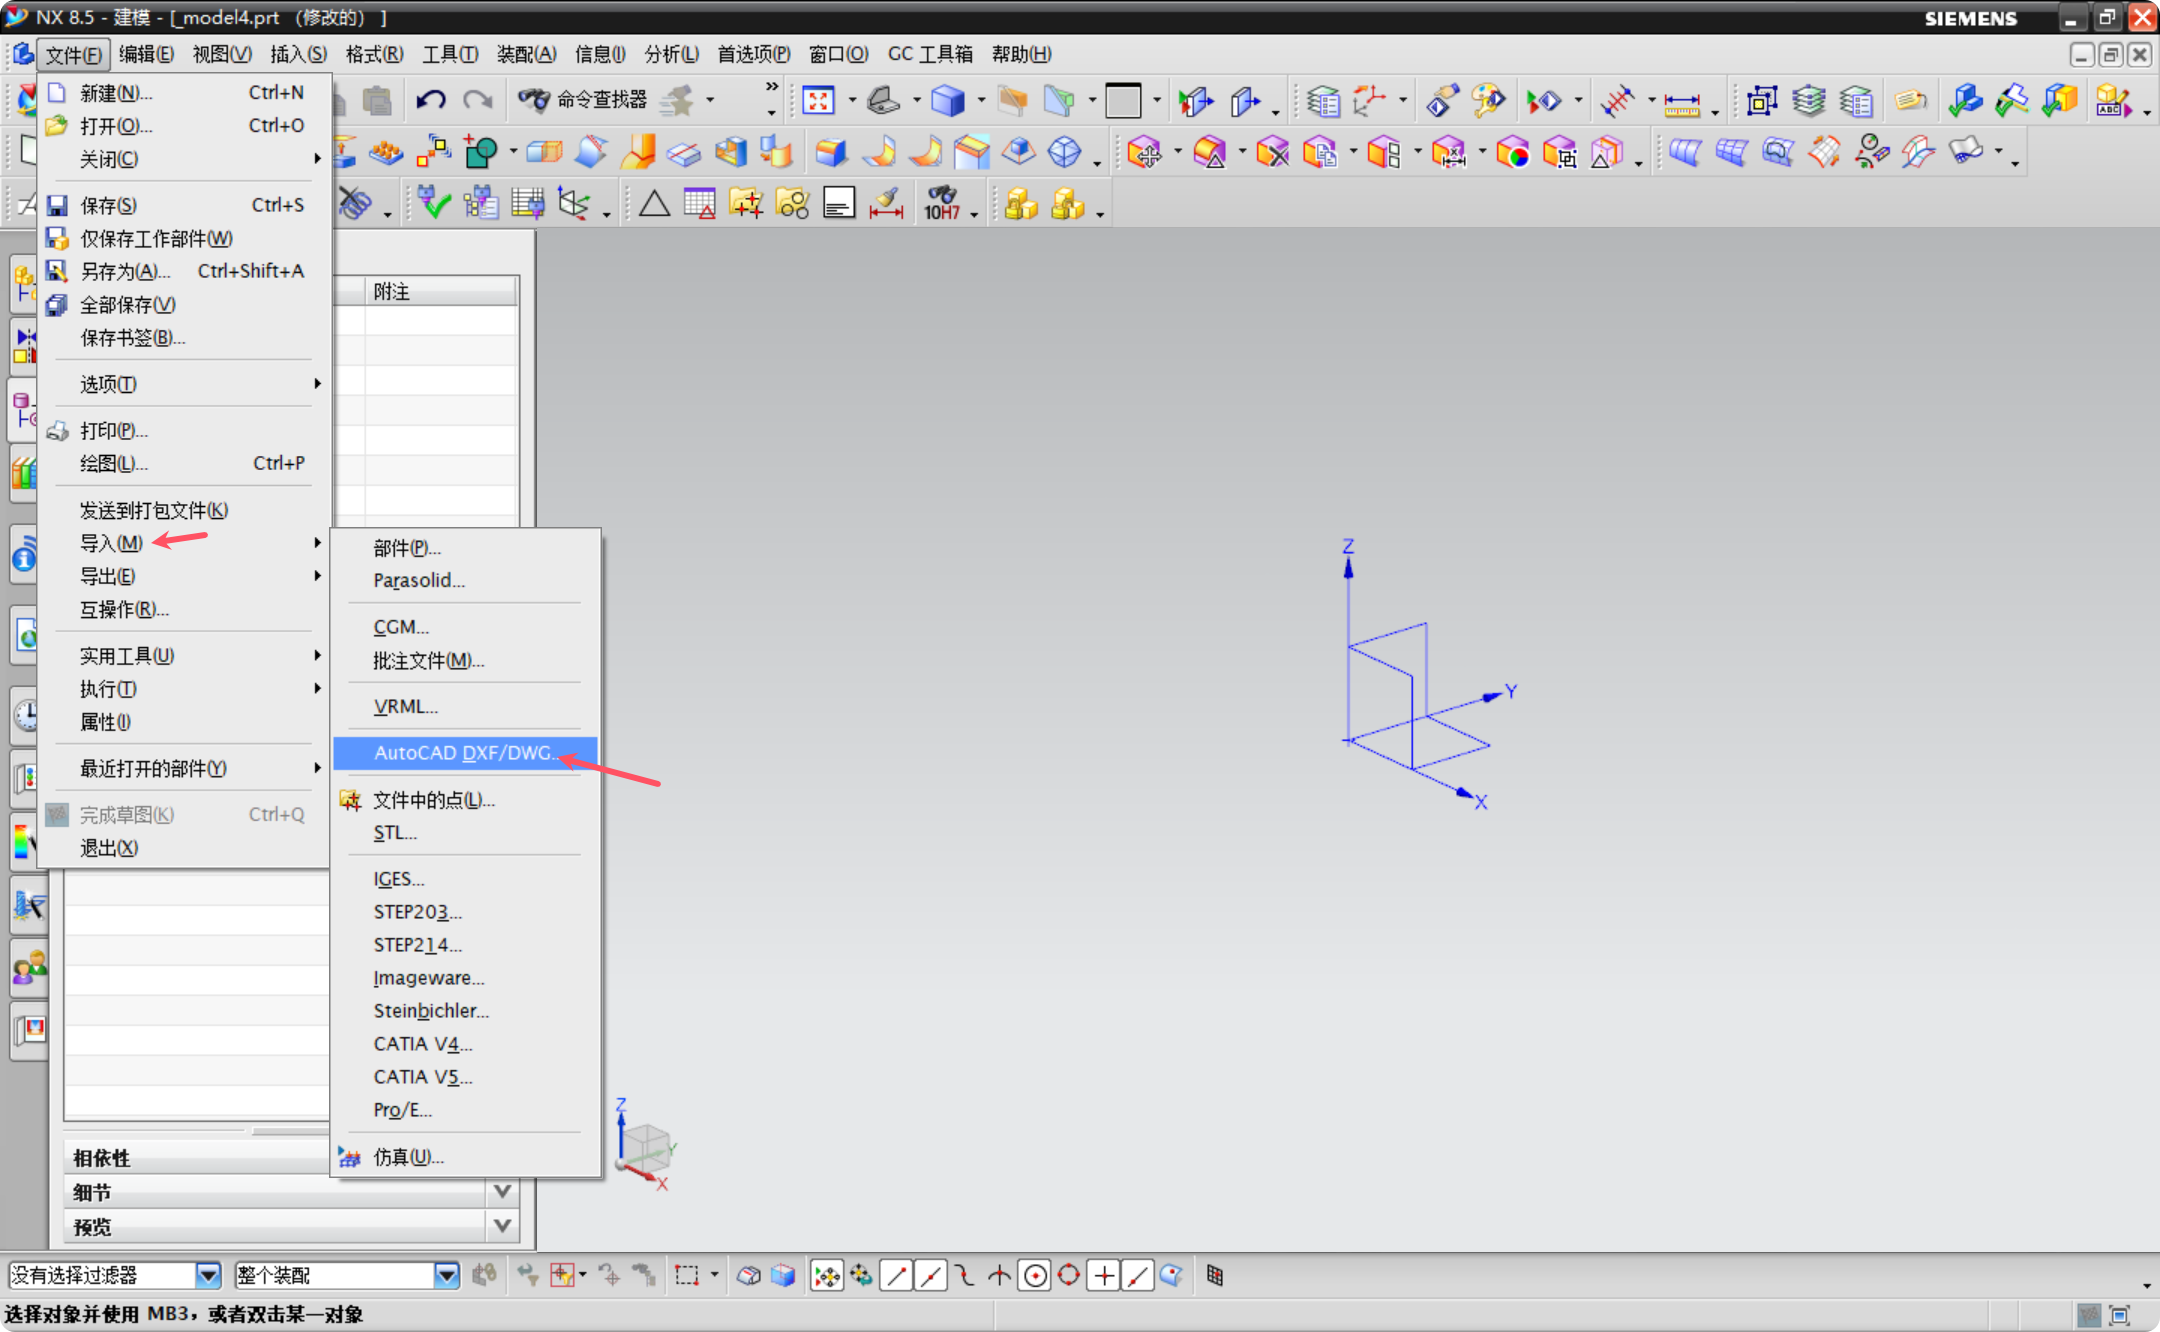 NX 8.5 - 建模 - [_model4.prt （修改的） ]
SIEMENS
文件(F) 编辑(E) 视图(V) 插入(S) 格式(R) 工具(T) 装配(A) 信息(I) 分析(L) 首选项(P) 窗口(O) GC 工具箱 帮助(H)
命令查找器
ABC
10H7
新建(N)... Ctrl+N
打开(O)... Ctrl+O
关闭(C)
保存(S) Ctrl+S
仅保存工作部件(W)
另存为(A)... Ctrl+Shift+A
全部保存(V)
保存书签(B)...
选项(T)
打印(P)...
绘图(L)... Ctrl+P
发送到打包文件(K)
导入(M)
导出(E)
互操作(R)...
实用工具(U)
执行(T)
属性(I)
最近打开的部件(Y)
完成草图(K) Ctrl+Q
退出(X)
附注
部件(P)...
Parasolid...
CGM...
批注文件(M)...
VRML...
AutoCAD DXF/DWG...
文件中的点(L)...
STL...
IGES...
STEP203...
STEP214...
Imageware...
Steinbichler...
CATIA V4...
CATIA V5...
Pro/E...
仿真(U)...
Z
Y
X
Z
Y
X
相依性
细节
预览
没有选择过滤器 整个装配
选择对象并使用 MB3，或者双击某一对象